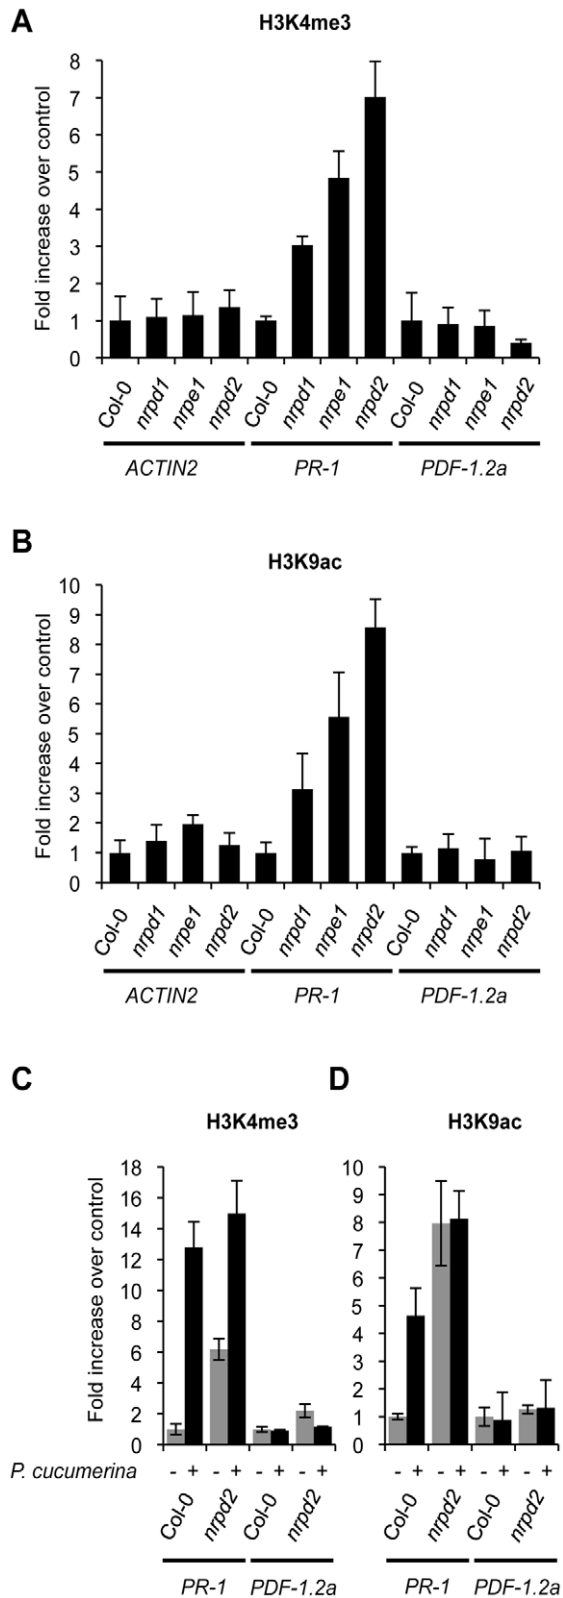 A
H3K4me3
Fold increase over control
8
7
6
5
4
3
2
1
0
Col-0 nrpd1 nrpe1 nrpd2 Col-0 nrpd1 nrpe1 nrpd2 Col-0 nrpd1 nrpe1 nrpd2
ACTIN2 PR-1 PDF-1.2a
B
H3K9ac
Fold increase over control
10
9
8
7
6
5
4
3
2
1
0
Col-0 nrpd1 nrpe1 nrpd2 Col-0 nrpd1 nrpe1 nrpd2 Col-0 nrpd1 nrpe1 nrpd2
ACTIN2 PR-1 PDF-1.2a
C
H3K4me3
Fold increase over control
18
16
14
12
10
8
6
4
2
0
P. cucumerina - + - + - + - +
Col-0 nrpd2 Col-0 nrpd2
PR-1 PDF-1.2a
D
H3K9ac
10
9
8
7
6
5
4
3
2
1
0
- + - + - + - +
Col-0 nrpd2 Col-0 nrpd2
PR-1 PDF-1.2a